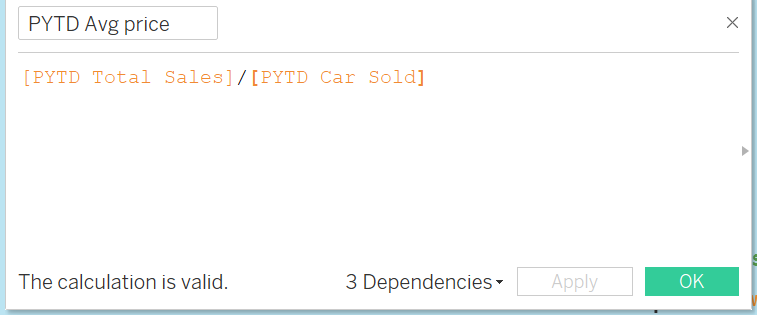 PYTD Avg price
[PYTD Total Sales]/[PYTD Car Sold]
The calculation is valid.
3 Dependencies
Apply
OK